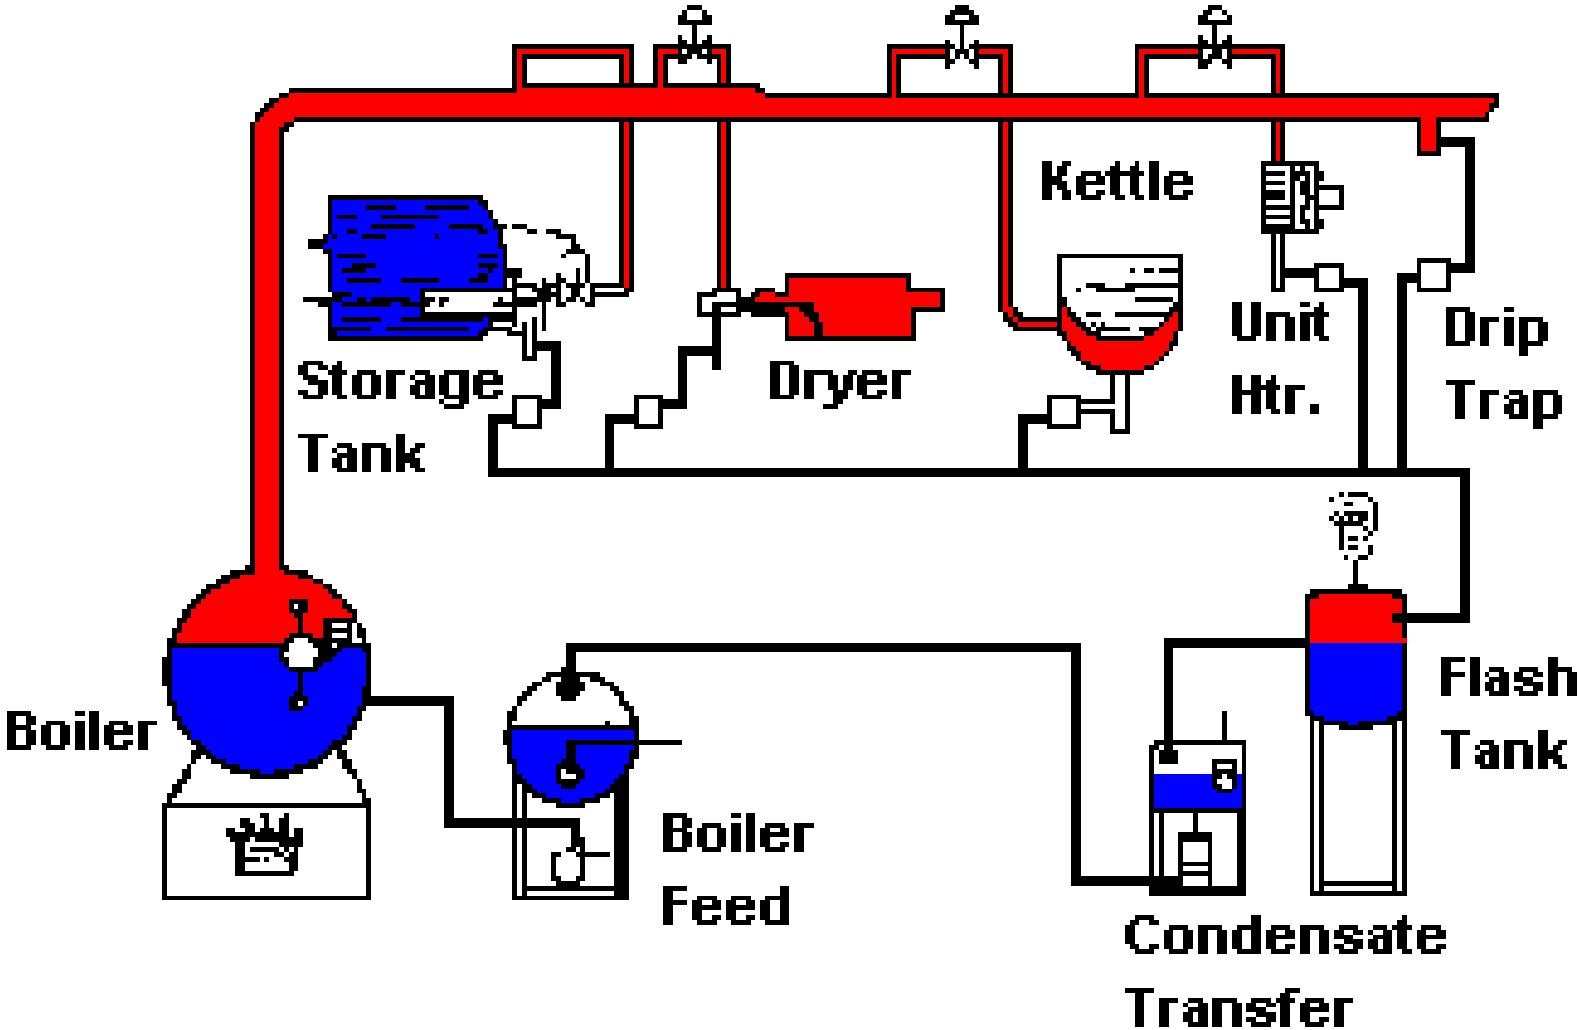 Kettle
Unit
Htr.
Drip
Trap
Storage
Tank
Dryer
Boiler
Flash
Tank
Boiler
Feed
Condensate
Transfer